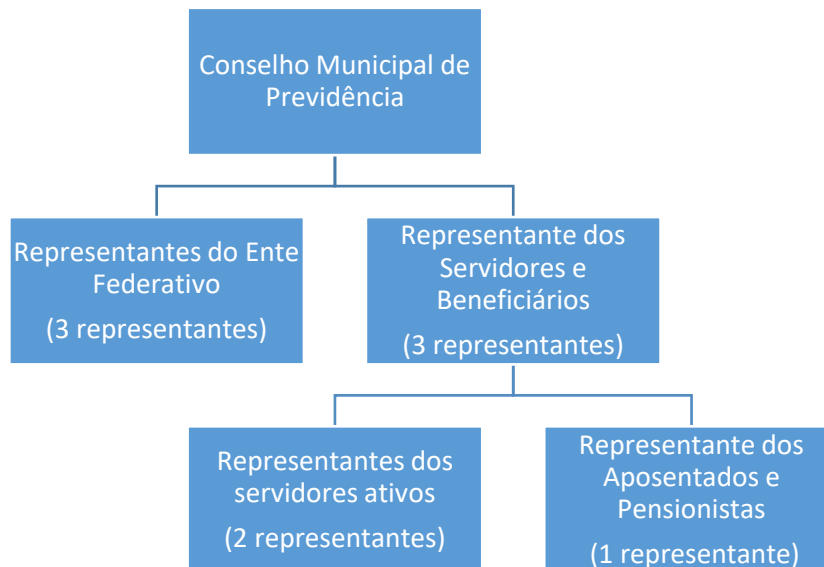 Conselho Municipal de
Previdência
Representantes do Ente
Federativo
(3 representantes)
Representante dos
Servidores e
Beneficiários
(3 representantes)
Representantes dos
servidores ativos
(2 representantes)
Representante dos
Aposentados e
Pensionistas
(1 representante)